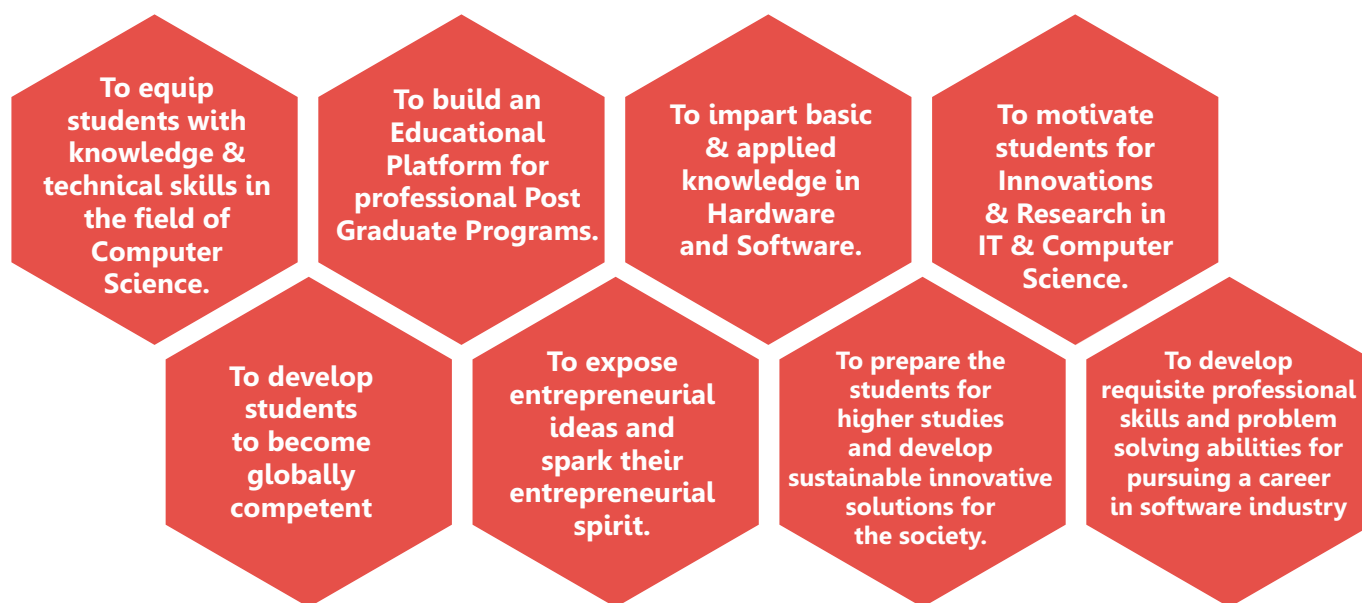 To equip
students with
knowledge &
technical skills in
the field of
Computer
Science.
To build an
Educational
Platform for
professional Post
Graduate Programs.
To impart basic
& applied
knowledge in
Hardware
and Software.
To motivate
students for
Innovations
& Research in
IT & Computer
Science.
To develop
students
to become
globally
competent
To expose
entrepreneurial
ideas and
spark their
entrepreneurial
spirit.
To prepare the
students for
higher studies
and develop
sustainable innovative
solutions for
the society.
To develop
requisite professional
skills and problem
solving abilities for
pursuing a career
in software industry